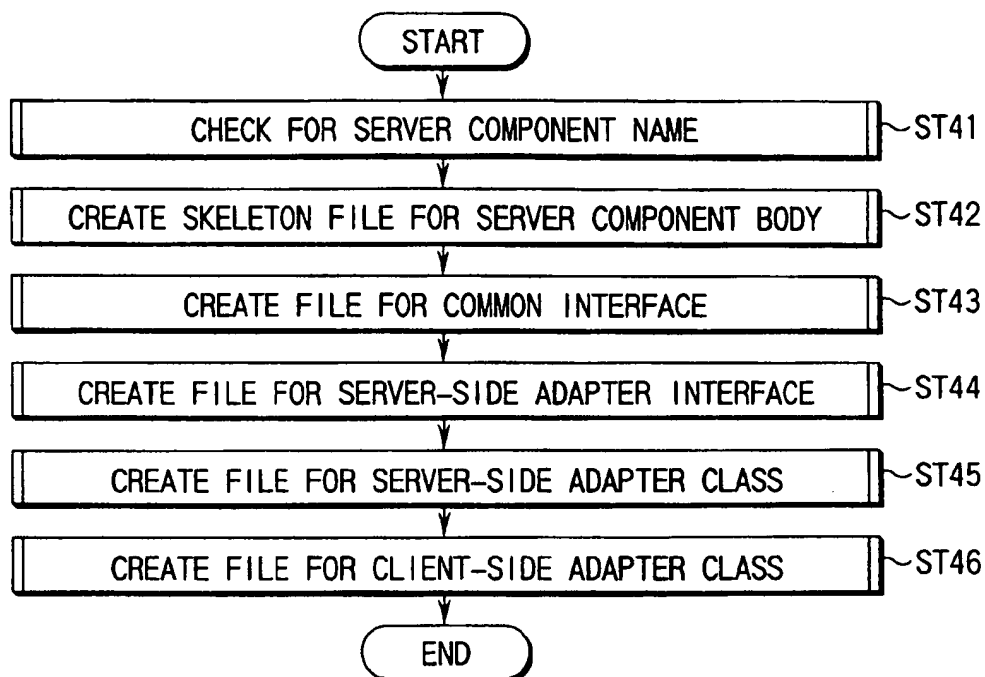 START
CHECK FOR SERVER COMPONENT NAME ~ST41
CREATE SKELETON FILE FOR SERVER COMPONENT BODY ~ST42
CREATE FILE FOR COMMON INTERFACE ~ST43
CREATE FILE FOR SERVER-SIDE ADAPTER INTERFACE ~ST44
CREATE FILE FOR SERVER-SIDE ADAPTER CLASS ~ST45
CREATE FILE FOR CLIENT-SIDE ADAPTER CLASS ~ST46
END